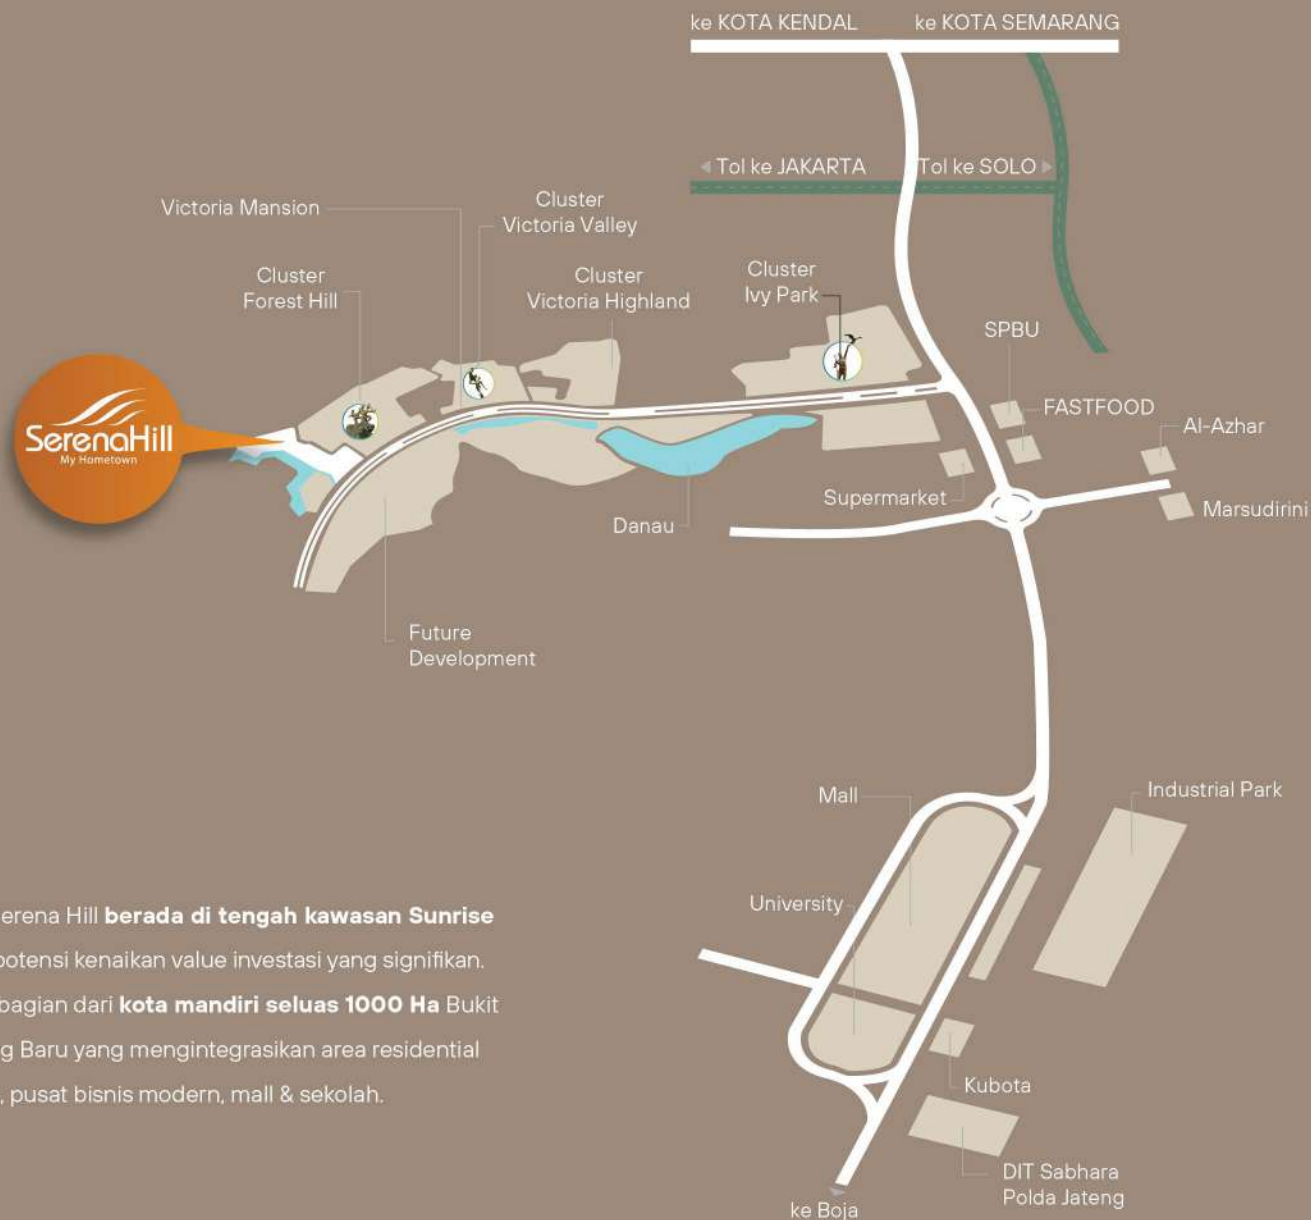 ke KOTA KENDAL
ke KOTA SEMARANG
Tol ke JAKARTA
Tol ke SOLO
Victoria Mansion
Cluster
Victoria Valley
Cluster
Forest Hill
Cluster
Victoria Highland
Cluster
Ivy Park
SPBU
FASTFOOD
Al-Azhar
SerenaHill
My Hometown
Supermarket
Marsudirini
Danau
Future
Development
Mall
Industrial Park
University
erena Hill berada di tengah kawasan Sunrise
potensi kenaikan value investasi yang signifikan.
bagian dari kota mandiri seluas 1000 Ha Bukit
g Baru yang mengintegrasikan area residential
, pusat bisnis modern, mall & sekolah.
Kubota
DIT Sabhara
Polda Jateng
ke Boja